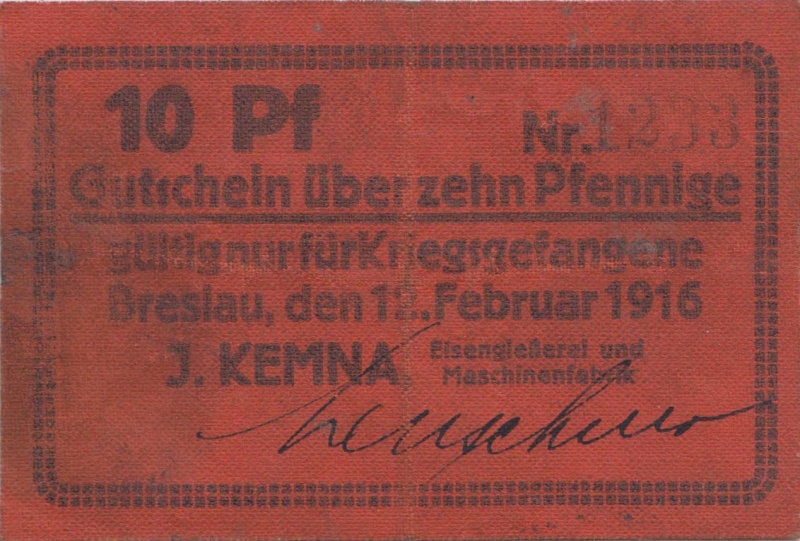 10 Pf
Nr. 1293
Gutschein über zehn Pfennige
gültig nur für Kriegsgefangene
Breslau, den 12. Februar 1916
J. KEMNA Eisengießerei und
Maschinenfabrik